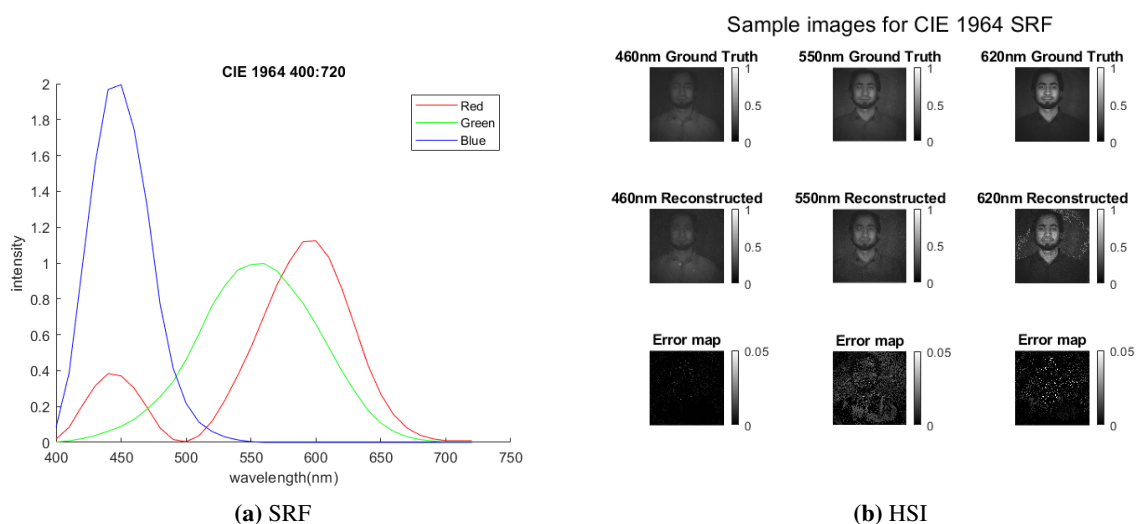 CIE 1964 400:720
2
1.8
1.6
1.4
1.2
1
0.8
0.6
0.4
0.2
0
intensity
Red
Green
Blue
400 450 500 550 600 650 700 750
wavelength(nm)
(a) SRF
Sample images for CIE 1964 SRF
460nm Ground Truth 550nm Ground Truth 620nm Ground Truth
1 1 1
0.5 0.5 0.5
0 0 0
460nm Reconstructed 550nm Reconstructed 620nm Reconstructed
1 1 1
0.5 0.5 0.5
0 0 0
Error map Error map Error map
0.05 0.05 0.05
0 0 0
(b) HSI